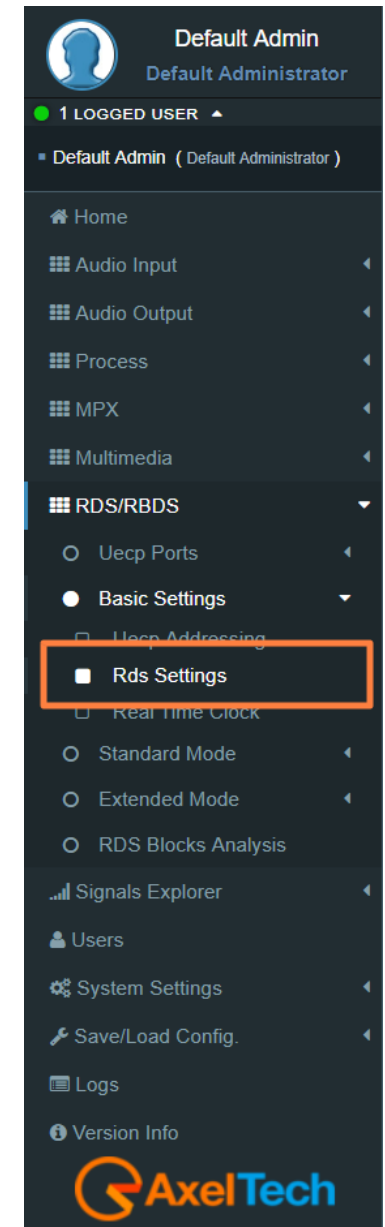 Default Admin
Default Administrator
1 LOGGED USER
Default Admin ( Default Administrator )
Home
Audio Input
Audio Output
Process
MPX
Multimedia
RDS/RBDS
Uecp Ports
Basic Settings
Uecp Addressing
Rds Settings
Real Time Clock
Standard Mode
Extended Mode
RDS Blocks Analysis
Signals Explorer
Users
System Settings
Save/Load Config.
Logs
Version Info
AxelTech